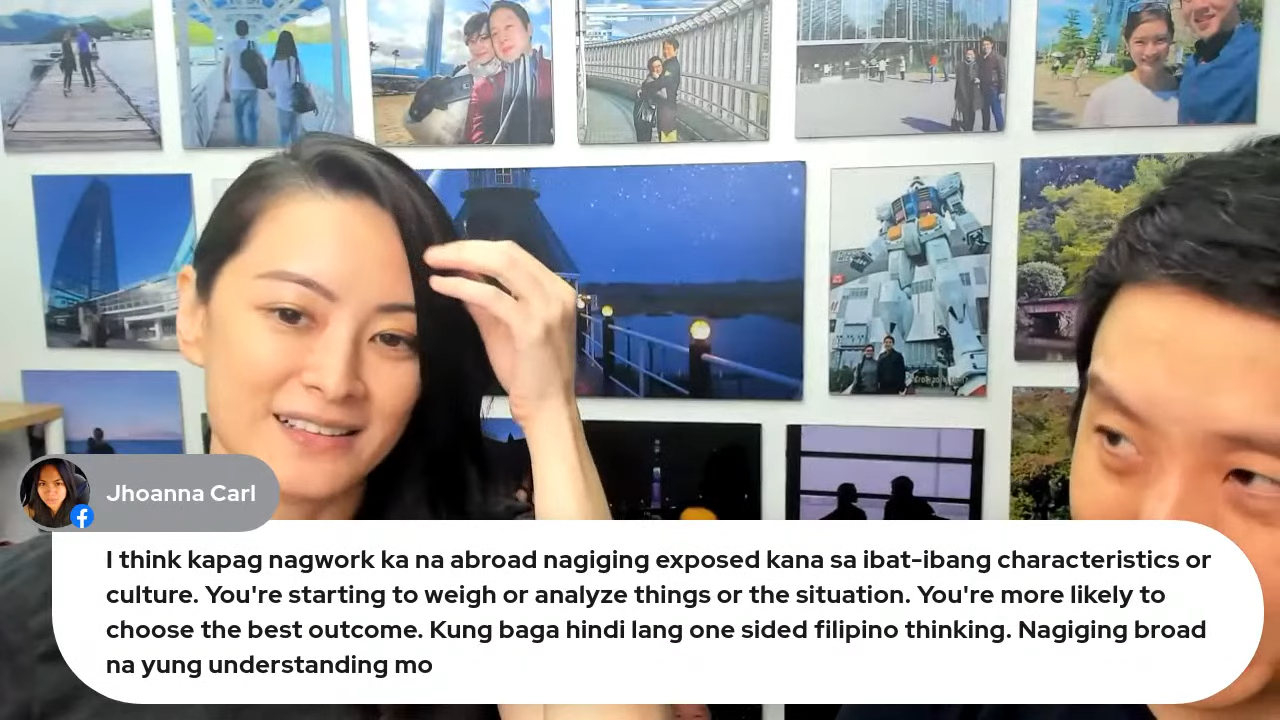 Jhoanna Carl
I think kapag nagwork ka na abroad nagiging exposed kana sa ibat-ibang characteristics or
culture. You're starting to weigh or analyze things or the situation. You're more likely to
choose the best outcome. Kung baga hindi lang one sided filipino thinking. Nagiging broad
na yung understanding mo